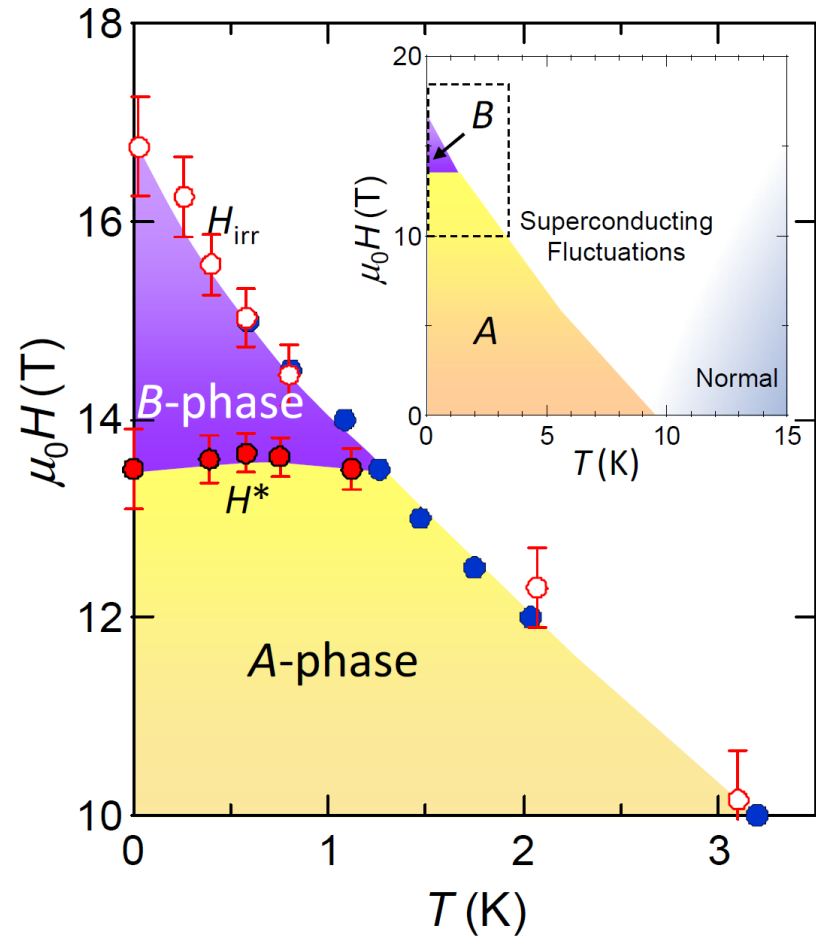 18
16
14
12
10
μ₀H (T)
0
1
2
3
T (K)
H_irr
B-phase
H*
A-phase
20
10
0
μ₀H (T)
B
Superconducting
Fluctuations
A
Normal
0
5
10
15
T (K)